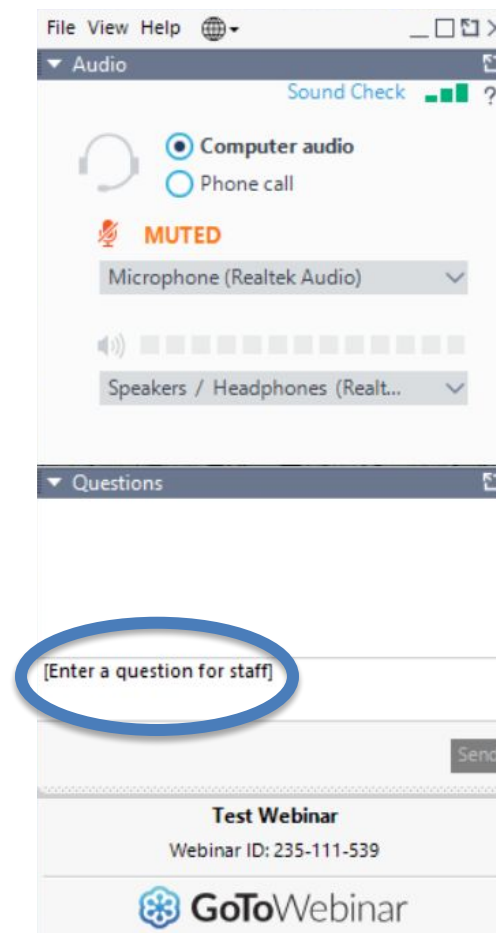 File View Help
Audio
Sound Check ?
Computer audio
Phone call
MUTED
Microphone (Realtek Audio)
Speakers / Headphones (Realt...
Questions
[Enter a question for staff]
Send
Test Webinar
Webinar ID: 235-111-539
GoToWebinar